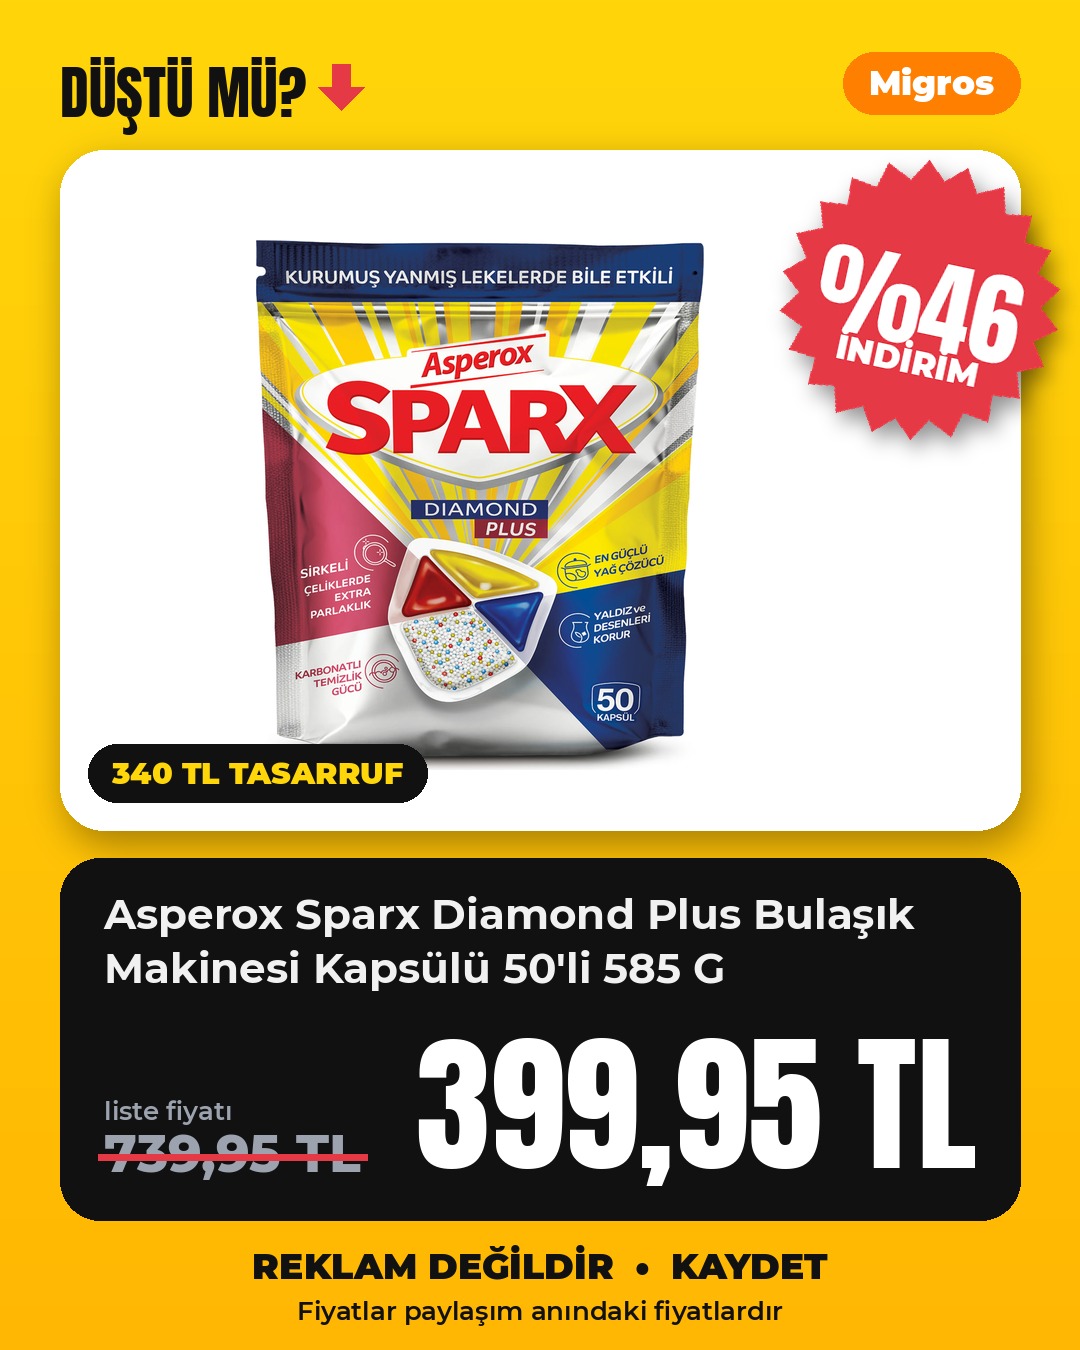 DÜŞTÜ MÜ?
Migros
%46
İNDİRİM
KURUMUŞ YANMIŞ LEKELERDE BİLE ETKİLİ
Asperox
SPARX
DIAMOND
PLUS
SİRKELİ
ÇELİKLERDE
EXTRA
PARLAKLIK
EN GÜÇLÜ
YAĞ ÇÖZÜCÜ
YALDIZ ve
DESENLERİ
KORUR
KARBONATLI
TEMİZLİK
GÜCÜ
50
KAPSÜL
340 TL TASARRUF
Asperox Sparx Diamond Plus Bulaşık
Makinesi Kapsülü 50'li 585 G
liste fiyatı
739,95 TL
399,95 TL
REKLAM DEĞİLDİR • KAYDET
Fiyatlar paylaşım anındaki fiyatlardır